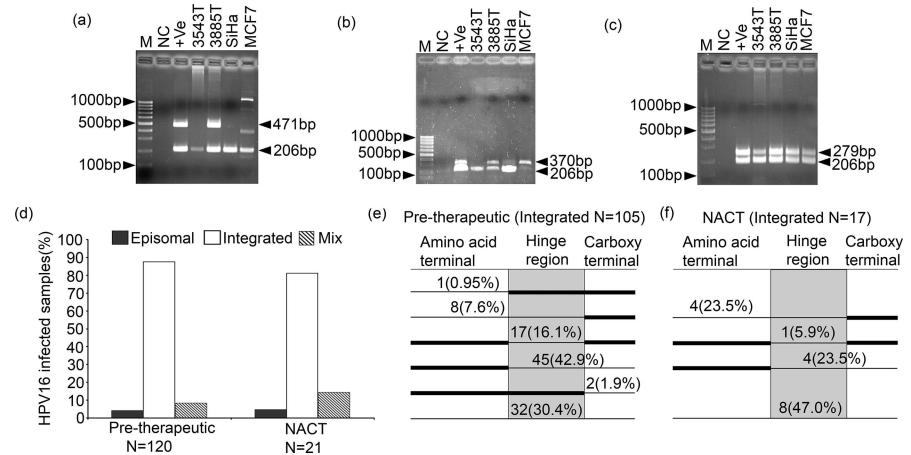 (a)
M NC +Ve 3543T 3885T SiHa MCF7
1000bp
500bp
100bp
471bp
206bp
(b)
M NC +Ve 3543T 3885T SiHa MCF7
1000bp
500bp
100bp
370bp
206bp
(c)
M NC +Ve 3543T 3885T SiHa MCF7
1000bp
500bp
100bp
279bp
206bp
(d)
HPV16 infected samples(%)
100
90
80
70
60
50
40
30
20
10
0
Episomal Integrated Mix
Pre-therapeutic
N=120
NACT
N=21
(e) Pre-therapeutic (Integrated N=105)
Amino acid terminal
Hinge region
Carboxy terminal
1(0.95%)
8(7.6%)
17(16.1%)
45(42.9%)
2(1.9%)
32(30.4%)
(f) NACT (Integrated N=17)
Amino acid terminal
Hinge region
Carboxy terminal
4(23.5%)
1(5.9%)
4(23.5%)
8(47.0%)